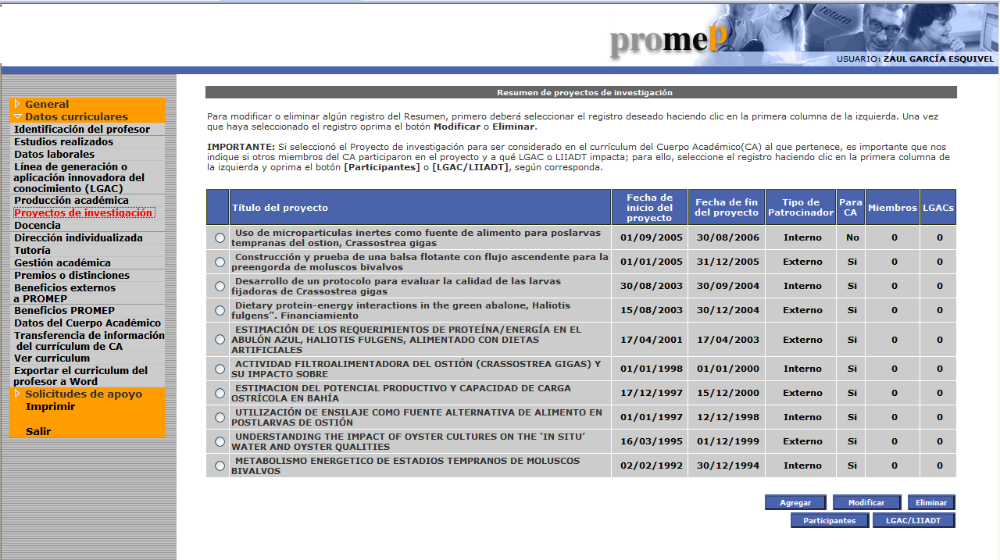 return
promep
USUARIO: ZAUL GARCÍA ESQUIVEL
General
Datos curriculares
Identificación del profesor
Estudios realizados
Datos laborales
Línea de generación o
aplicación innovadora del
conocimiento (LGAC)
Producción académica
Proyectos de investigación
Docencia
Dirección individualizada
Tutoría
Gestión académica
Premios o distinciones
Beneficios externos
a PROMEP
Beneficios PROMEP
Datos del Cuerpo Académico
Transferencia de información
del currículum de CA
Ver curriculum
Exportar el curriculum del
profesor a Word
Solicitudes de apoyo
Imprimir
Salir
Resumen de proyectos de investigación
Para modificar o eliminar algún registro del Resumen, primero deberá seleccionar el registro deseado haciendo clic en la primera columna de la izquierda. Una vez
que haya seleccionado el registro oprima el botón Modificar o Eliminar.
IMPORTANTE: Si seleccionó el Proyecto de investigación para ser considerado en el currículum del Cuerpo Académico(CA) al que pertenece, es importante que nos
indique si otros miembros del CA participaron en el proyecto y a qué LGAC o LIIADT impacta; para ello, seleccione el registro haciendo clic en la primera columna de
la izquierda y oprima el botón [Participantes] o [LGAC/LIIADT], según corresponda.
Título del proyecto
Fecha de
inicio del
proyecto
Fecha de fin
del proyecto
Tipo de
Patrocinador
Para
CA
Miembros
LGACs
Uso de microparticulas inertes como fuente de alimento para poslarvas
tempranas del ostion, Crassostrea gigas
01/09/2005 30/08/2006 Interno No 0 0
Construcción y prueba de una balsa flotante con flujo ascendente para la
preengorda de moluscos bivalvos
01/01/2005 31/12/2005 Externo Si 0 0
Desarrollo de un protocolo para evaluar la calidad de las larvas
fijadoras de Crassostrea gigas
30/08/2003 30/09/2004 Interno Si 0 0
Dietary protein-energy interactions in the green abalone, Haliotis
fulgens”. Financiamiento
15/08/2003 30/12/2004 Externo Si 0 0
ESTIMACIÓN DE LOS REQUERIMIENTOS DE PROTEÍNA/ENERGÍA EN EL
ABULÓN AZUL, HALIOTIS FULGENS, ALIMENTADO CON DIETAS
ARTIFICIALES
17/04/2001 17/04/2003 Externo Si 0 0
ACTIVIDAD FILTROALIMENTADORA DEL OSTIÓN (CRASSOSTREA GIGAS) Y
SU IMPACTO SOBRE
01/01/1998 01/01/2000 Interno Si 0 0
ESTIMACION DEL POTENCIAL PRODUCTIVO Y CAPACIDAD DE CARGA
OSTRÍCOLA EN BAHÍA
17/12/1997 15/12/2000 Externo Si 0 0
UTILIZACIÓN DE ENSILAJE COMO FUENTE ALTERNATIVA DE ALIMENTO EN
POSTLARVAS DE OSTIÓN
01/01/1997 12/12/1998 Interno Si 0 0
UNDERSTANDING THE IMPACT OF OYSTER CULTURES ON THE ‘IN SITU’
WATER AND OYSTER QUALITIES
16/03/1995 01/12/1999 Externo Si 0 0
METABOLISMO ENERGETICO DE ESTADIOS TEMPRANOS DE MOLUSCOS
BIVALVOS
02/02/1992 30/12/1994 Interno Si 0 0
Agregar Modificar Eliminar
Participantes LGAC/LIIADT